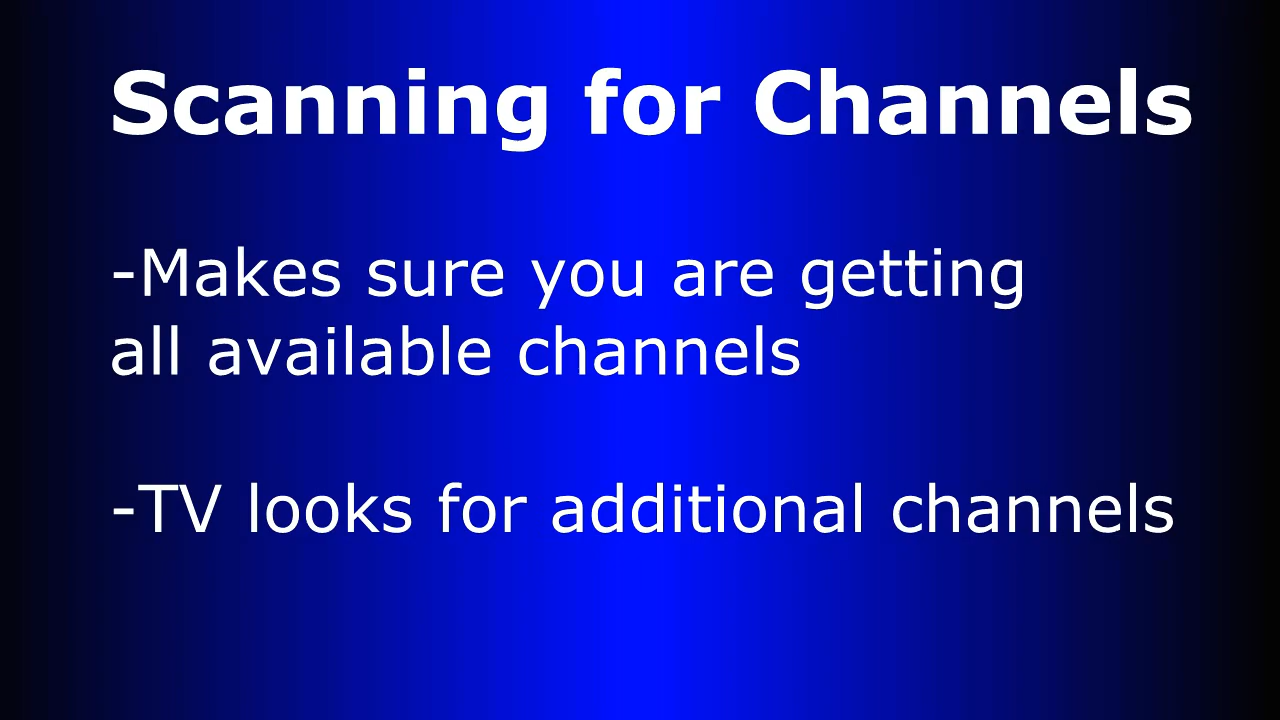 Scanning for Channels
-Makes sure you are getting
all available channels
-TV looks for additional channels